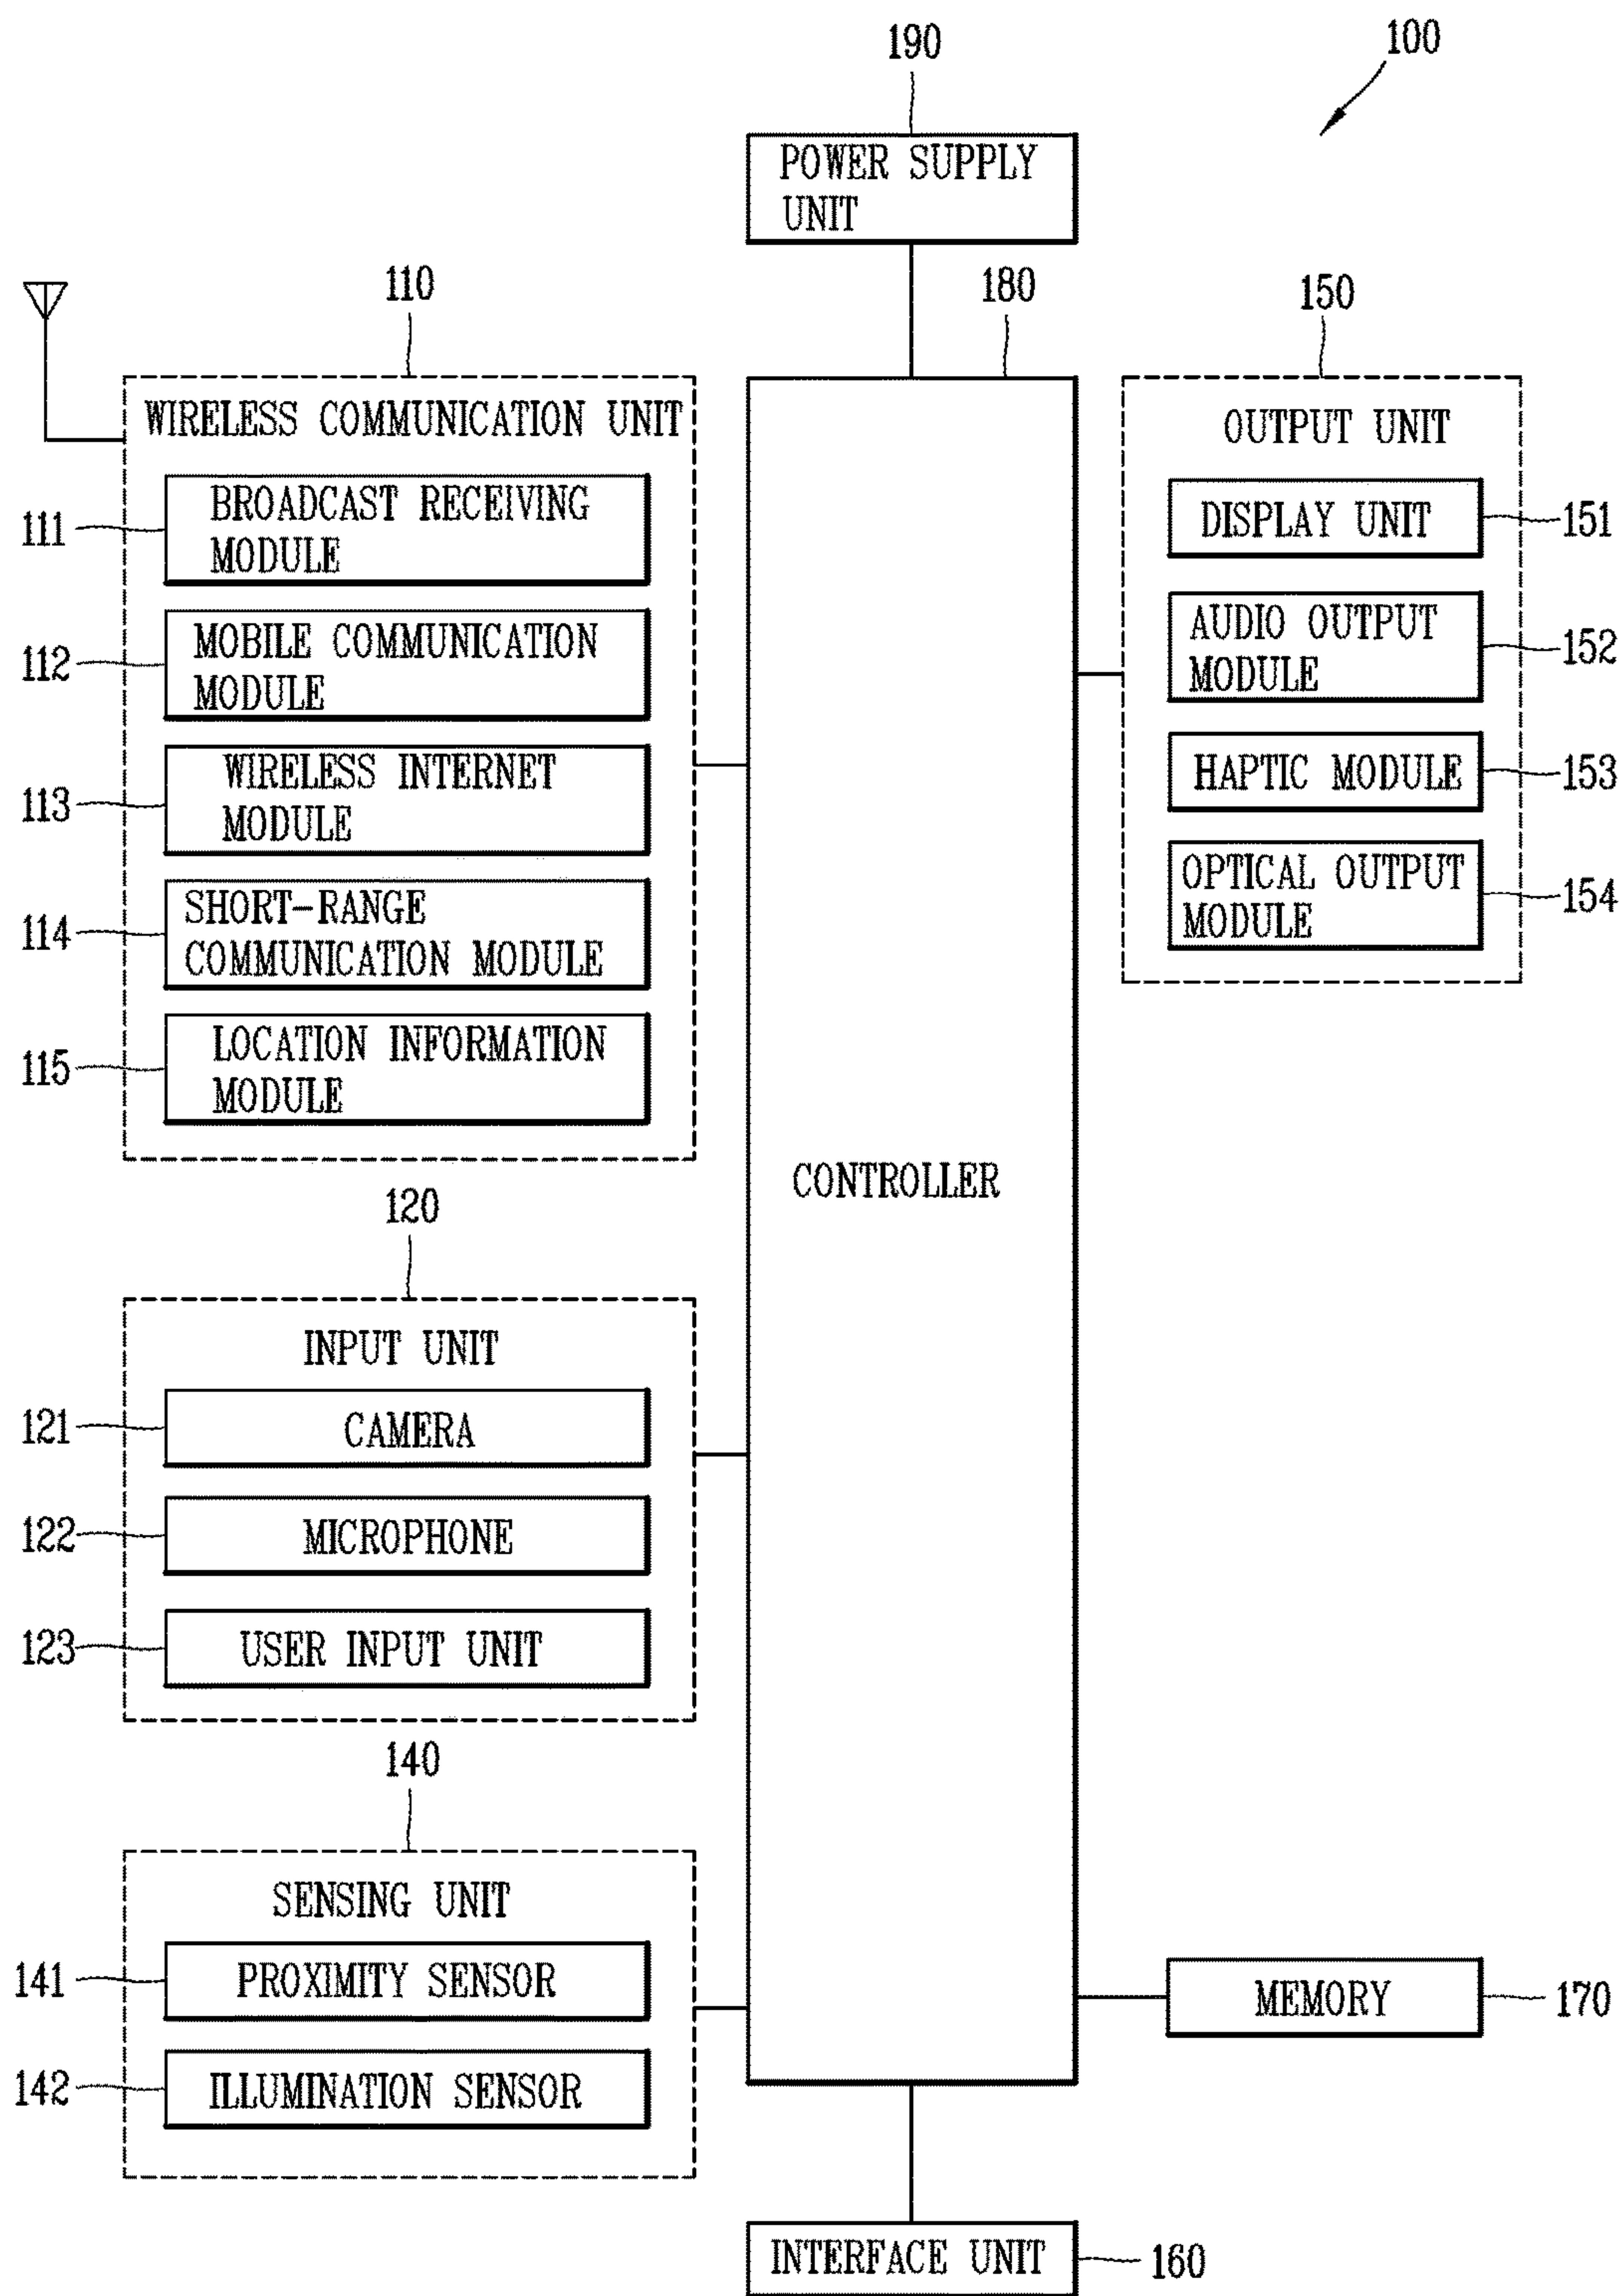 190
100
POWER SUPPLY
UNIT
110
180
150
WIRELESS COMMUNICATION UNIT
111
BROADCAST RECEIVING
MODULE
112
MOBILE COMMUNICATION
MODULE
113
WIRELESS INTERNET
MODULE
114
SHORT-RANGE
COMMUNICATION MODULE
115
LOCATION INFORMATION
MODULE
OUTPUT UNIT
DISPLAY UNIT
151
AUDIO OUTPUT
MODULE
152
HAPTIC MODULE
153
OPTICAL OUTPUT
MODULE
154
CONTROLLER
120
INPUT UNIT
121
CAMERA
122
MICROPHONE
123
USER INPUT UNIT
140
SENSING UNIT
141
PROXIMITY SENSOR
142
ILLUMINATION SENSOR
MEMORY
170
INTERFACE UNIT
160